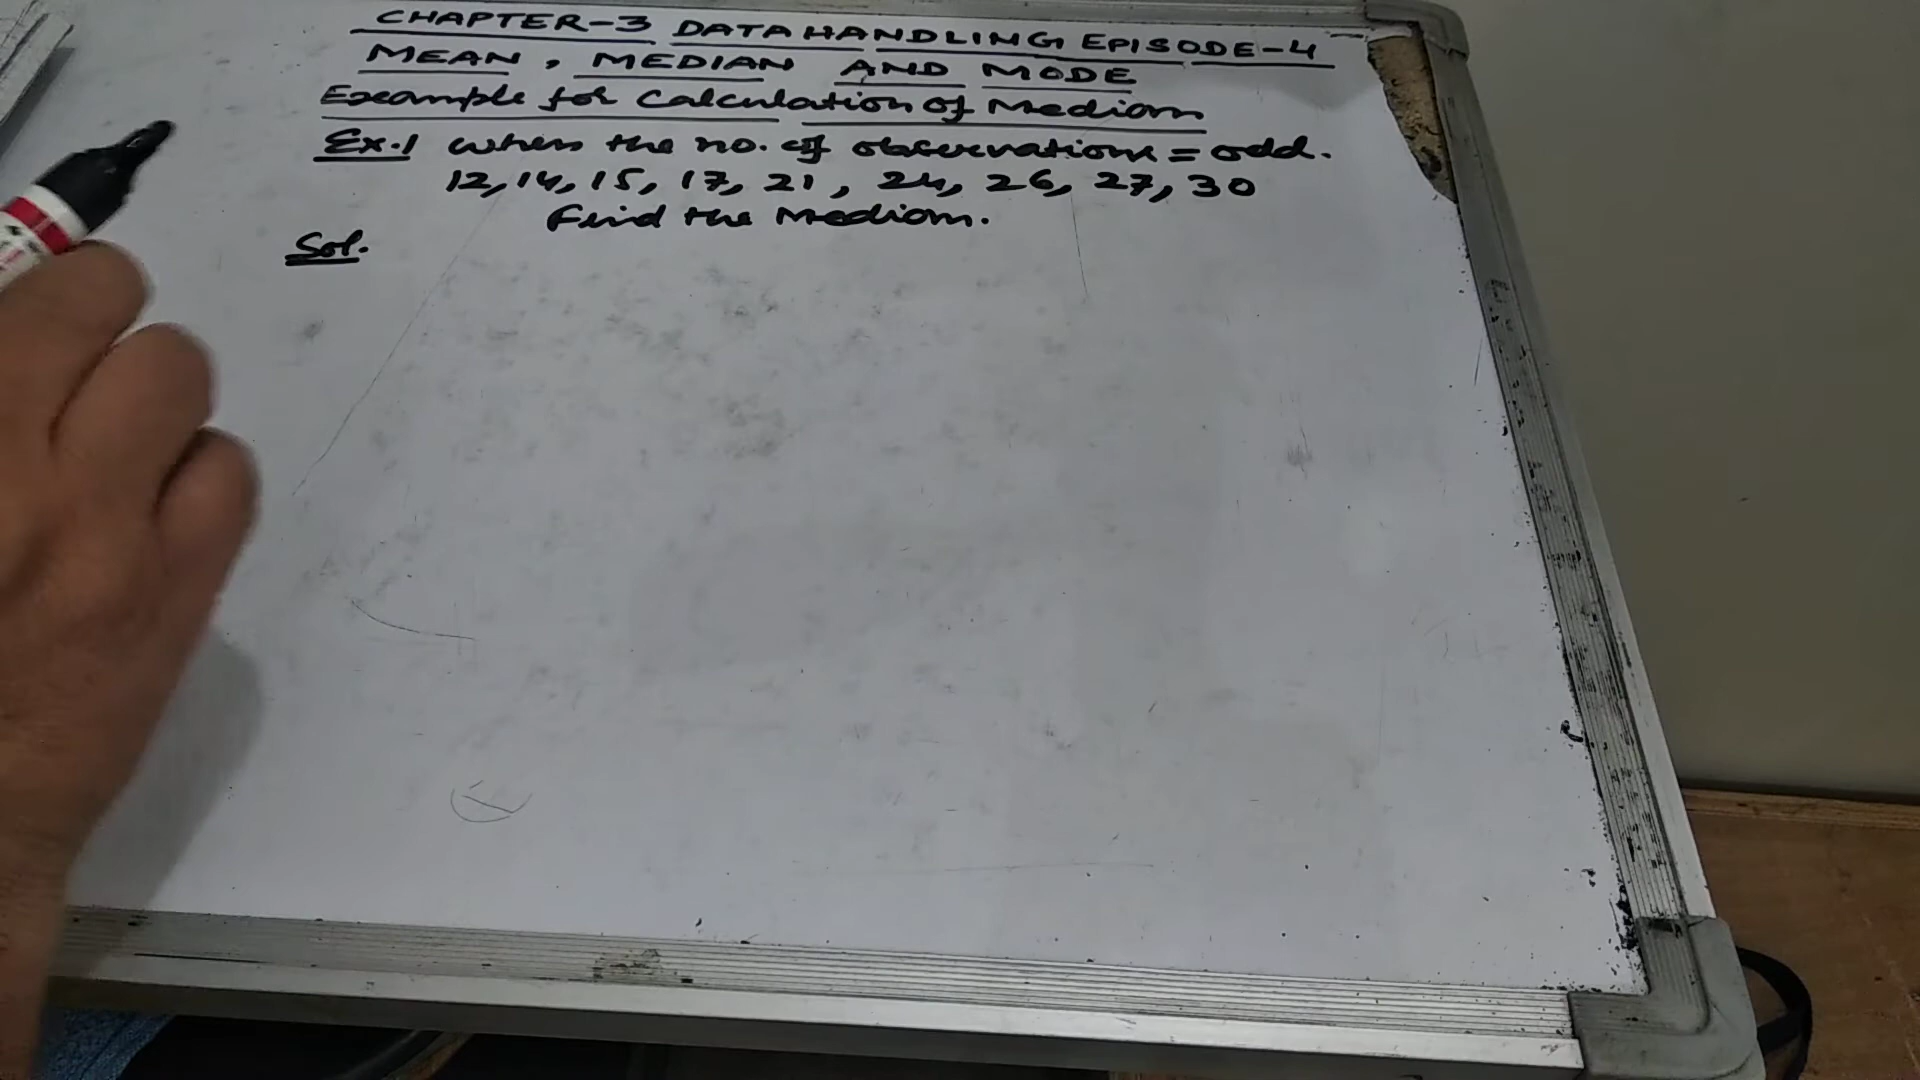 CHAPTER-3 DATA HANDLING EPISODE-4
MEAN, MEDIAN AND MODE
Example for Calculation of Median
Ex.1 When the no. of observations = odd.
12, 14, 15, 17, 21, 24, 26, 27, 30
Find the Median.
Sol.